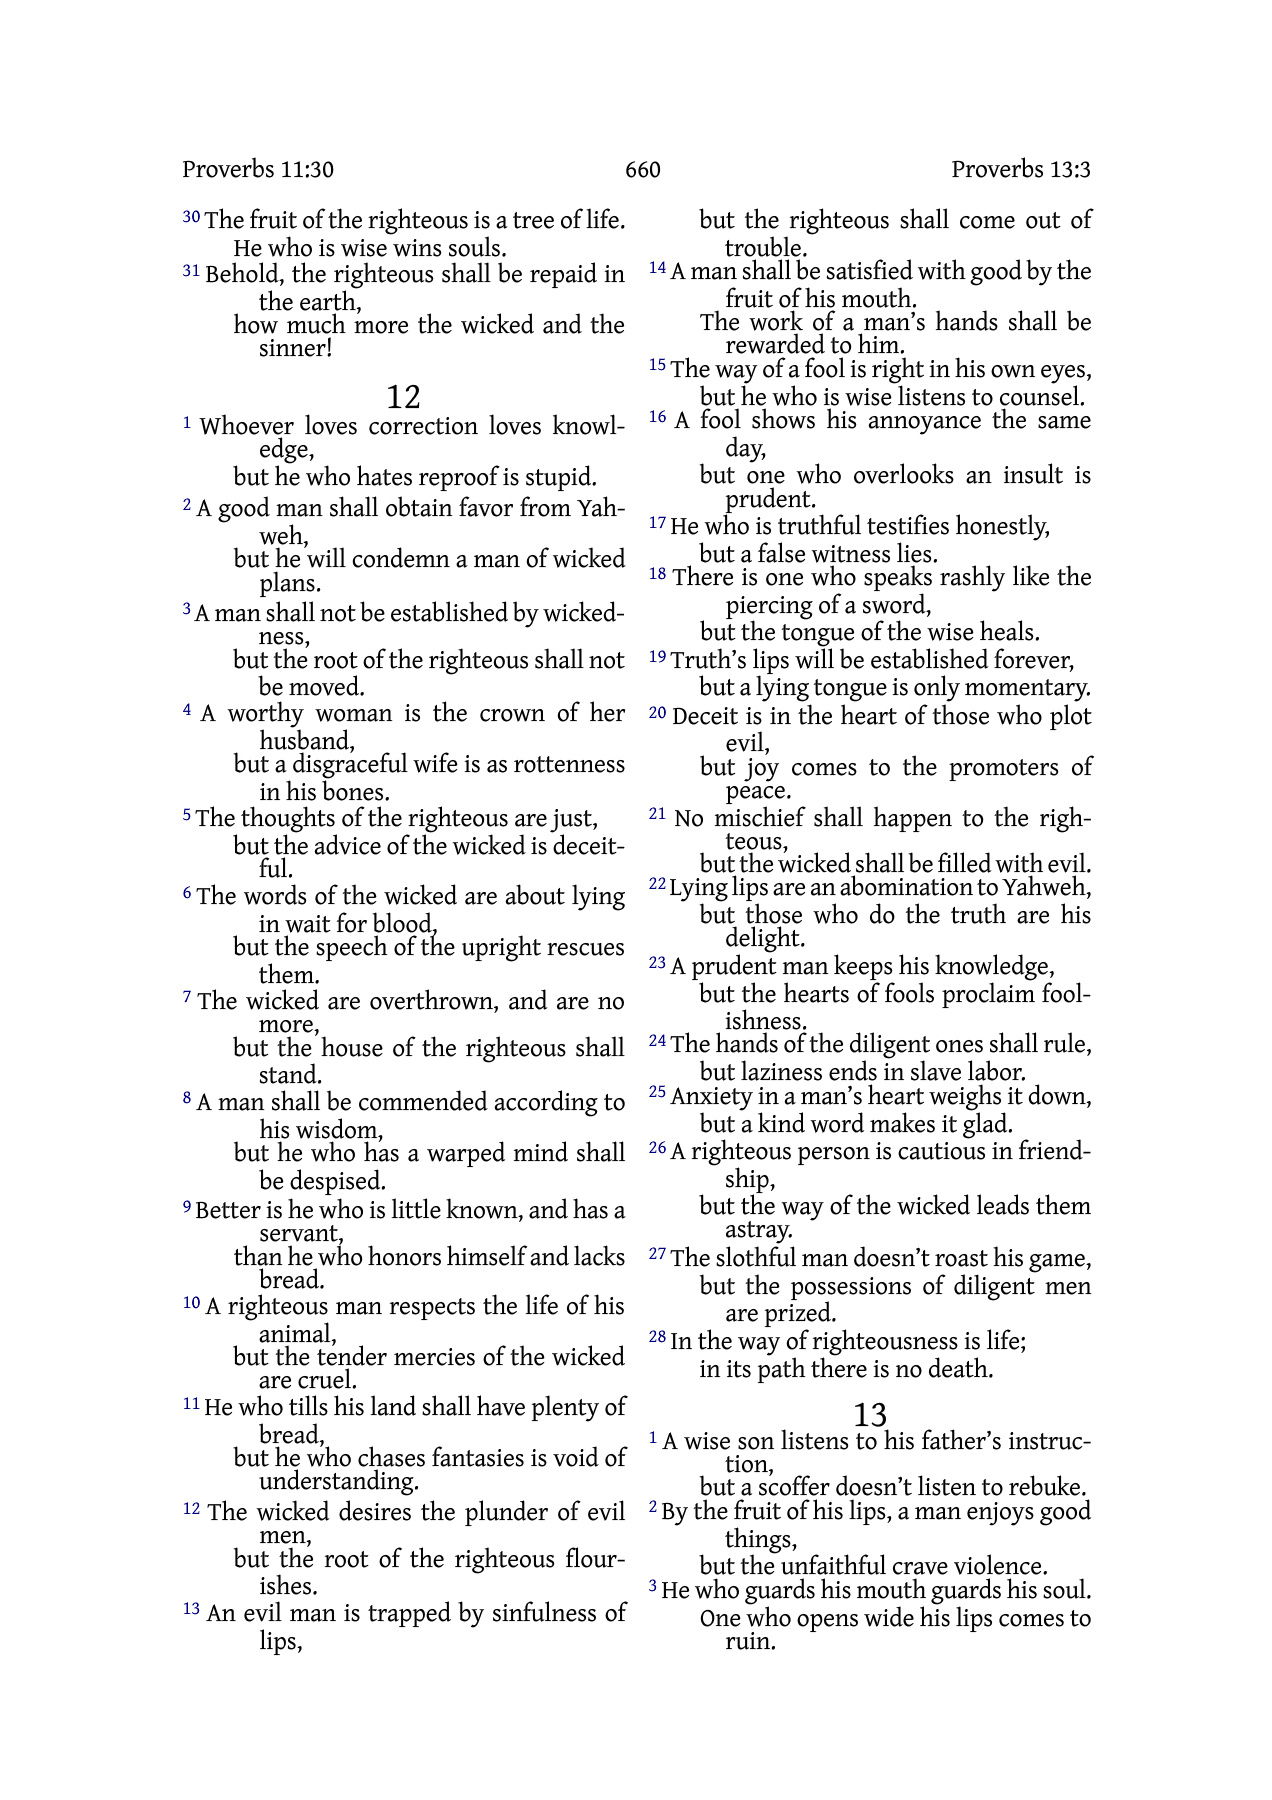 Proverbs 11:30 660 Proverbs 13:3
30 The fruit of the righteous is a tree of life.
He who is wise wins souls.
31 Behold, the righteous shall be repaid in
the earth,
how much more the wicked and the
sinner!
12
1 Whoever loves correction loves knowl-
edge,
but he who hates reproof is stupid.
2 A good man shall obtain favor from Yah-
weh,
but he will condemn a man of wicked
plans.
3 A man shall not be established by wicked-
ness,
but the root of the righteous shall not
be moved.
4 A worthy woman is the crown of her
husband,
but a disgraceful wife is as rottenness
in his bones.
5 The thoughts of the righteous are just,
but the advice of the wicked is deceit-
ful.
6 The words of the wicked are about lying
in wait for blood,
but the speech of the upright rescues
them.
7 The wicked are overthrown, and are no
more,
but the house of the righteous shall
stand.
8 A man shall be commended according to
his wisdom,
but he who has a warped mind shall
be despised.
9 Better is he who is little known, and has a
servant,
than he who honors himself and lacks
bread.
10 A righteous man respects the life of his
animal,
but the tender mercies of the wicked
are cruel.
11 He who tills his land shall have plenty of
bread,
but he who chases fantasies is void of
understanding.
12 The wicked desires the plunder of evil
men,
but the root of the righteous flour-
ishes.
13 An evil man is trapped by sinfulness of
lips,
but the righteous shall come out of
trouble.
14 A man shall be satisfied with good by the
fruit of his mouth.
The work of a man’s hands shall be
rewarded to him.
15 The way of a fool is right in his own eyes,
but he who is wise listens to counsel.
16 A fool shows his annoyance the same
day,
but one who overlooks an insult is
prudent.
17 He who is truthful testifies honestly,
but a false witness lies.
18 There is one who speaks rashly like the
piercing of a sword,
but the tongue of the wise heals.
19 Truth’s lips will be established forever,
but a lying tongue is only momentary.
20 Deceit is in the heart of those who plot
evil,
but joy comes to the promoters of
peace.
21 No mischief shall happen to the righ-
teous,
but the wicked shall be filled with evil.
22 Lying lips are an abomination to Yahweh,
but those who do the truth are his
delight.
23 A prudent man keeps his knowledge,
but the hearts of fools proclaim fool-
ishness.
24 The hands of the diligent ones shall rule,
but laziness ends in slave labor.
25 Anxiety in a man’s heart weighs it down,
but a kind word makes it glad.
26 A righteous person is cautious in friend-
ship,
but the way of the wicked leads them
astray.
27 The slothful man doesn’t roast his game,
but the possessions of diligent men
are prized.
28 In the way of righteousness is life;
in its path there is no death.
13
1 A wise son listens to his father’s instruc-
tion,
but a scoffer doesn’t listen to rebuke.
2 By the fruit of his lips, a man enjoys good
things,
but the unfaithful crave violence.
3 He who guards his mouth guards his soul.
One who opens wide his lips comes to
ruin.